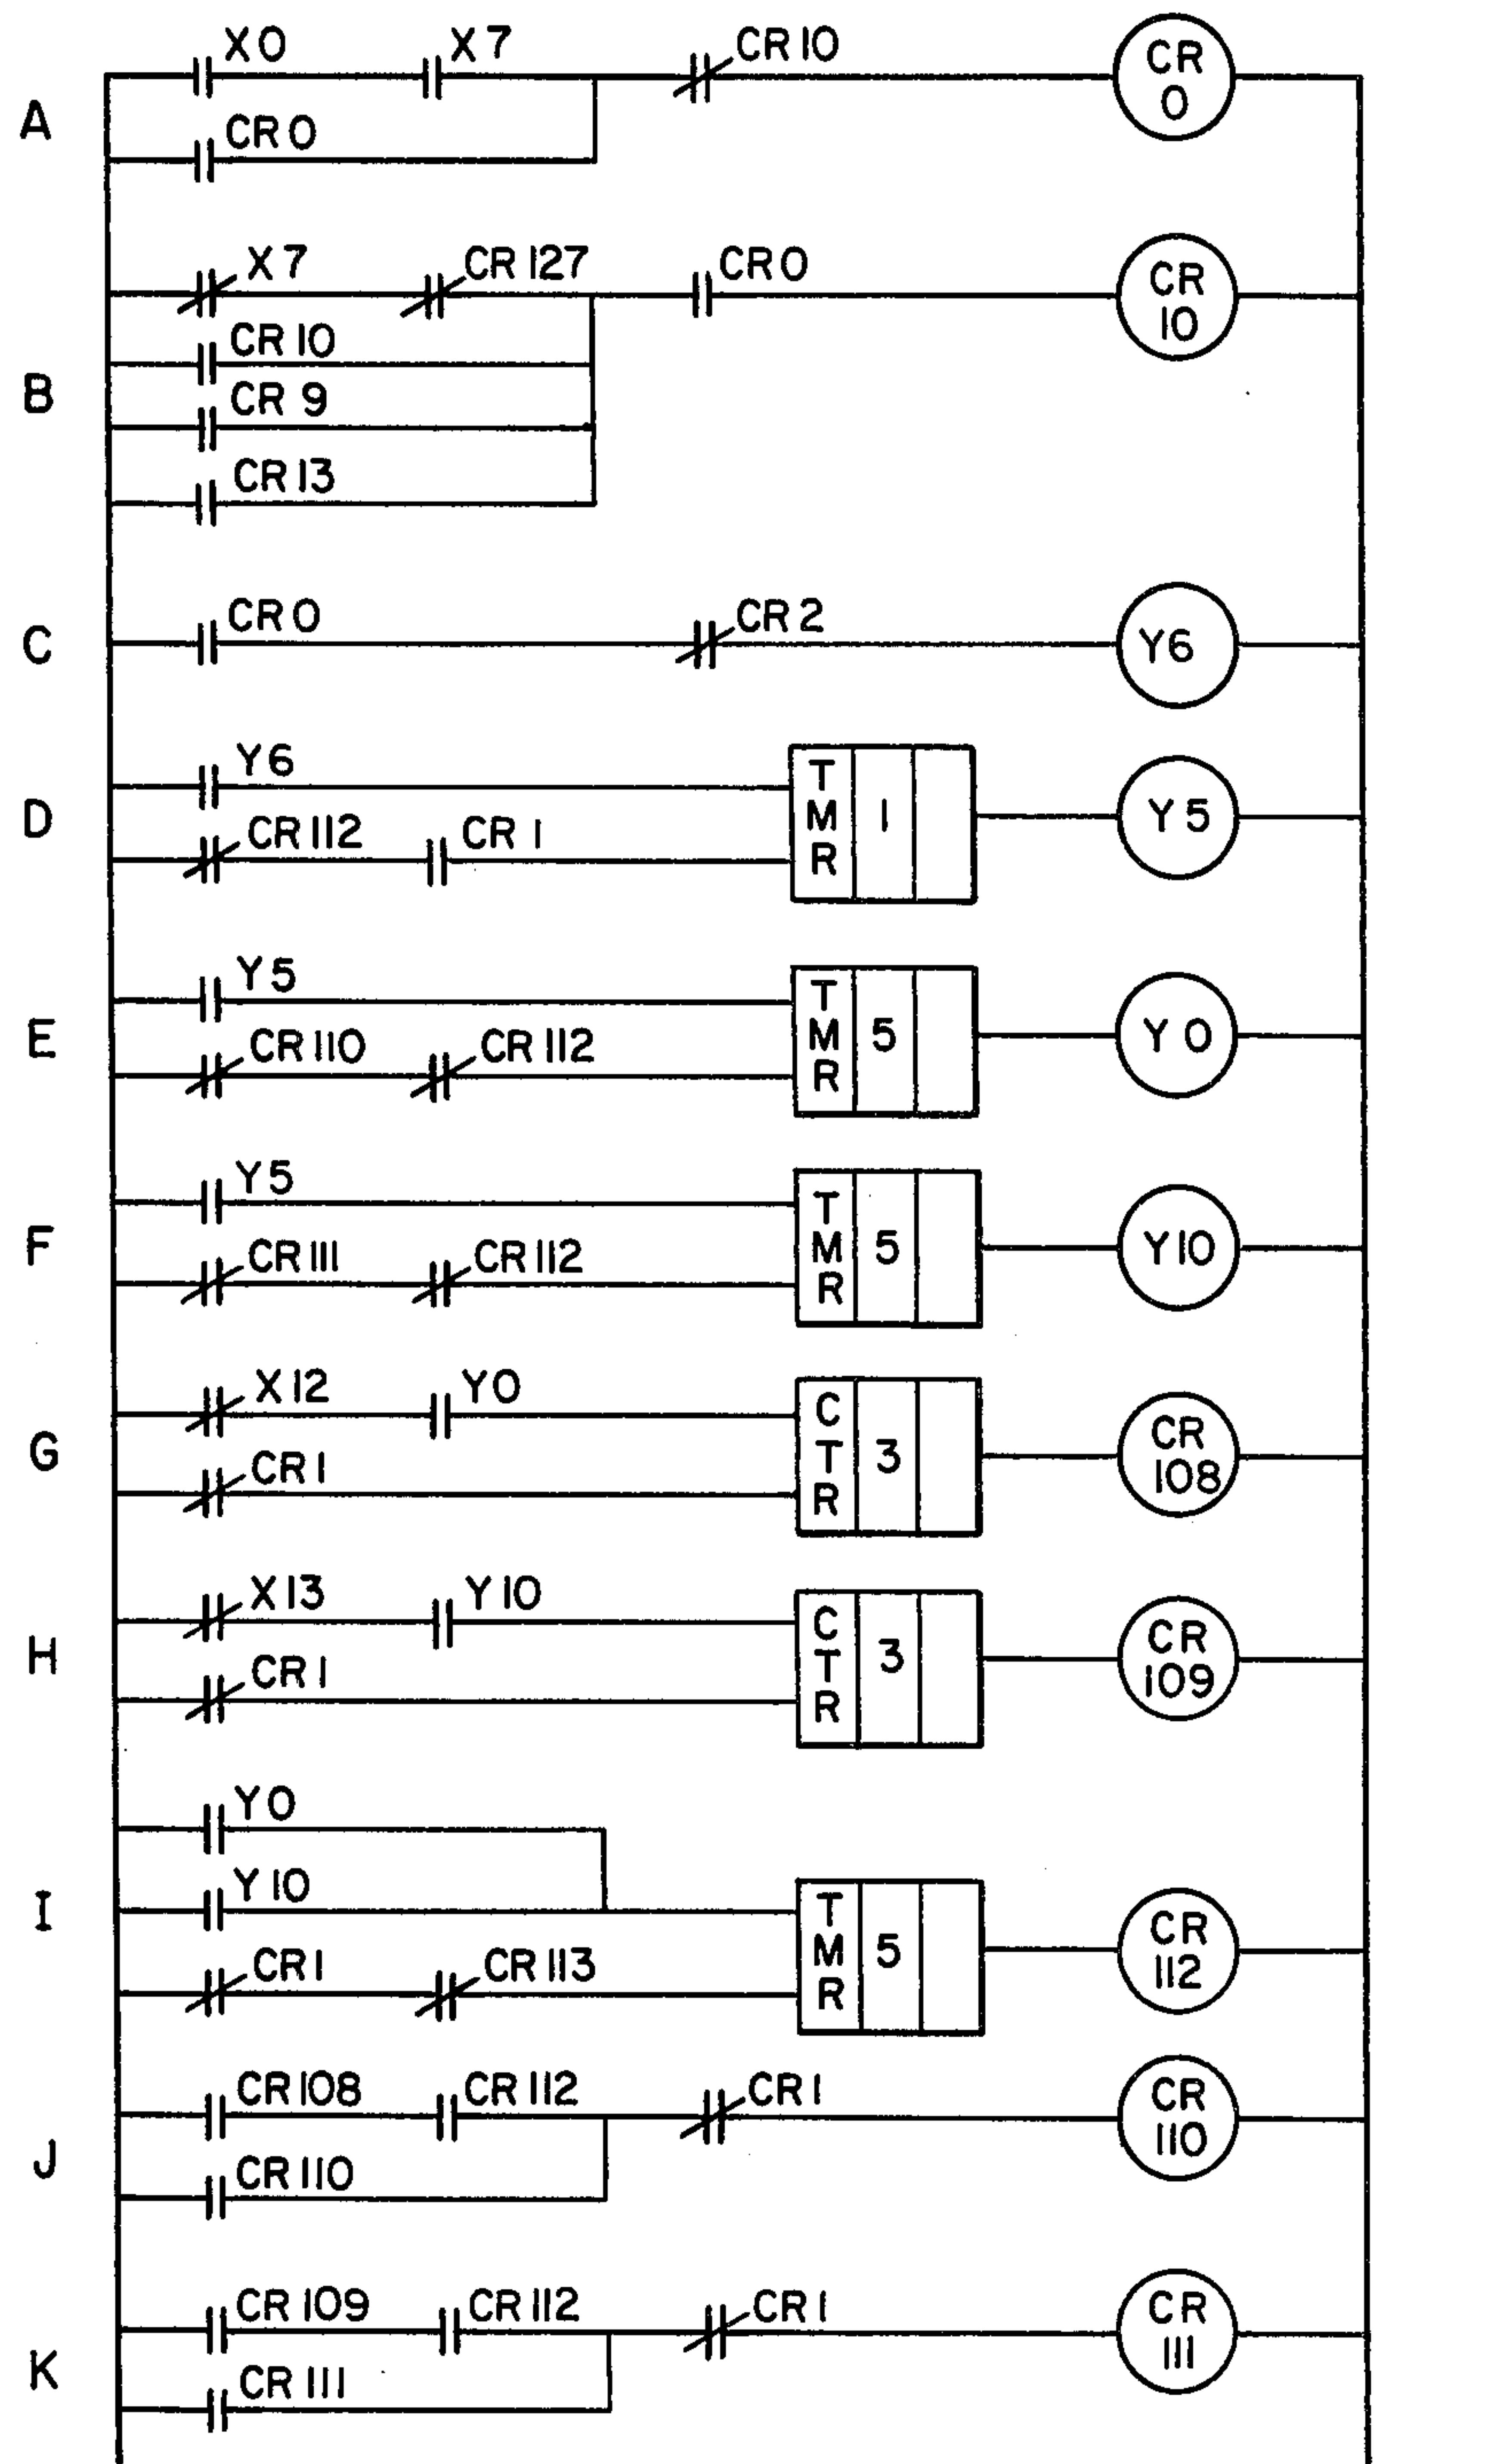 X0 X7 CR10 CR 0
A
CR0
X7 CR127 CR0 CR 10
CR10
B
CR 9
CR13
C CR0 CR2 Y6
Y6
D TMR 1 Y5
CR112 CR1
Y5
E TMR 5 Y0
CR110 CR112
Y5
F TMR 5 Y10
CR111 CR112
X12 Y0
G CTR 3 CR 108
CR1
X13 Y10
H CTR 3 CR 109
CR1
Y0
Y10
I TMR 5 CR 112
CR1 CR113
CR108 CR112 CR1 CR 110
J
CR110
CR109 CR112 CR1 CR 111
K
CR111